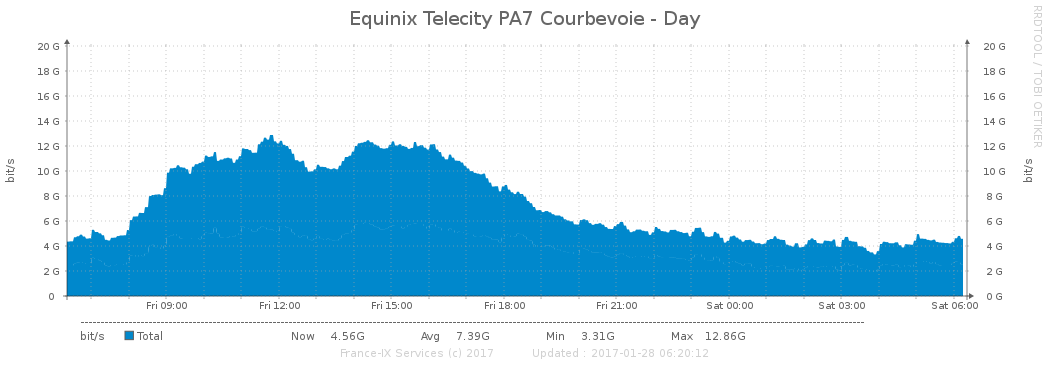 Equinix Telecity PA7 Courbevoie - Day
RRDTOOL / TOBI OETIKER
bit/s
bit/s
20 G 20 G
18 G 18 G
16 G 16 G
14 G 14 G
12 G 12 G
10 G 10 G
8 G 8 G
6 G 6 G
4 G 4 G
2 G 2 G
0 0 G
Fri 09:00 Fri 12:00 Fri 15:00 Fri 18:00 Fri 21:00 Sat 00:00 Sat 03:00 Sat 06:00
bit/s Total Now 4.56G Avg 7.39G Min 3.31G Max 12.86G
France-IX Services (c) 2017 Updated : 2017-01-28 06:20:12